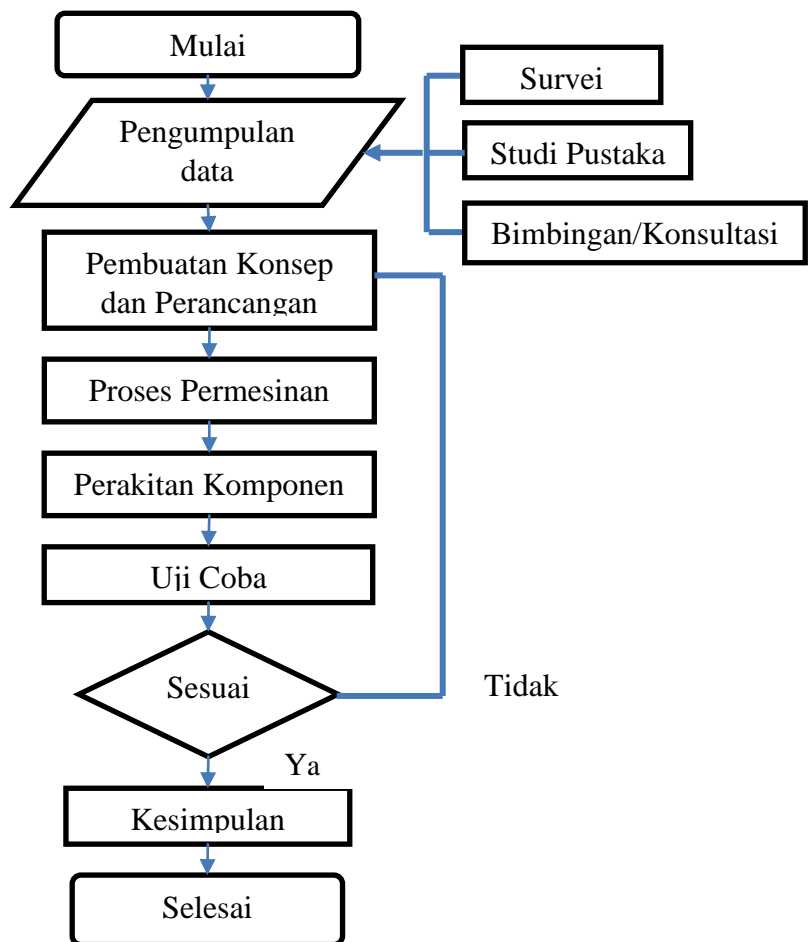 Mulai
Survei
Pengumpulan
data
Studi Pustaka
Bimbingan/Konsultasi
Pembuatan Konsep
dan Perancangan
Proses Permesinan
Perakitan Komponen
Uji Coba
Sesuai
Tidak
Ya
Kesimpulan
Selesai